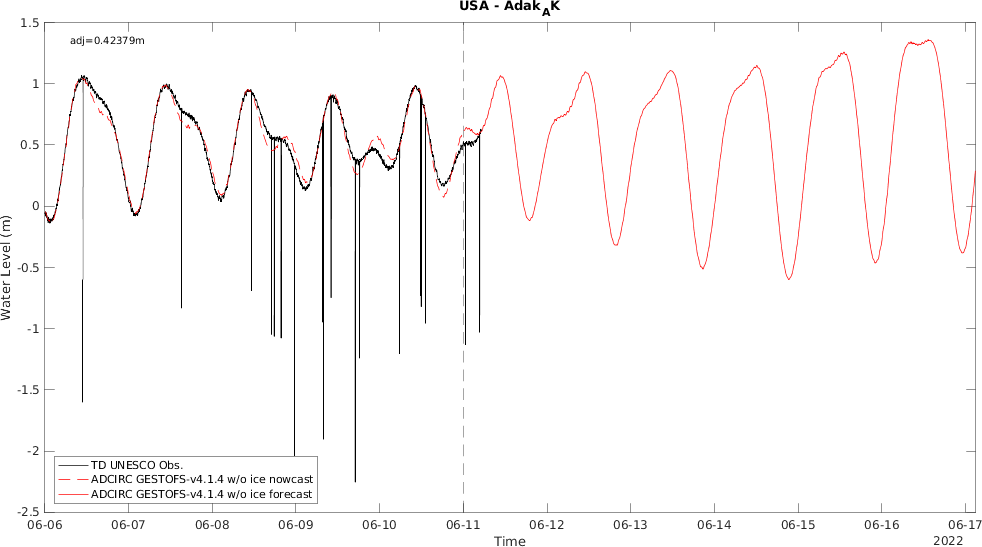 USA - Adak_AK
adj=0.42379m
1.5
1
0.5
0
-0.5
-1
-1.5
-2
-2.5
Water Level (m)
TD UNESCO Obs.
ADCIRC GESTOFS-v4.1.4 w/o ice nowcast
ADCIRC GESTOFS-v4.1.4 w/o ice forecast
06-06 06-07 06-08 06-09 06-10 06-11 06-12 06-13 06-14 06-15 06-16 06-17
Time
2022